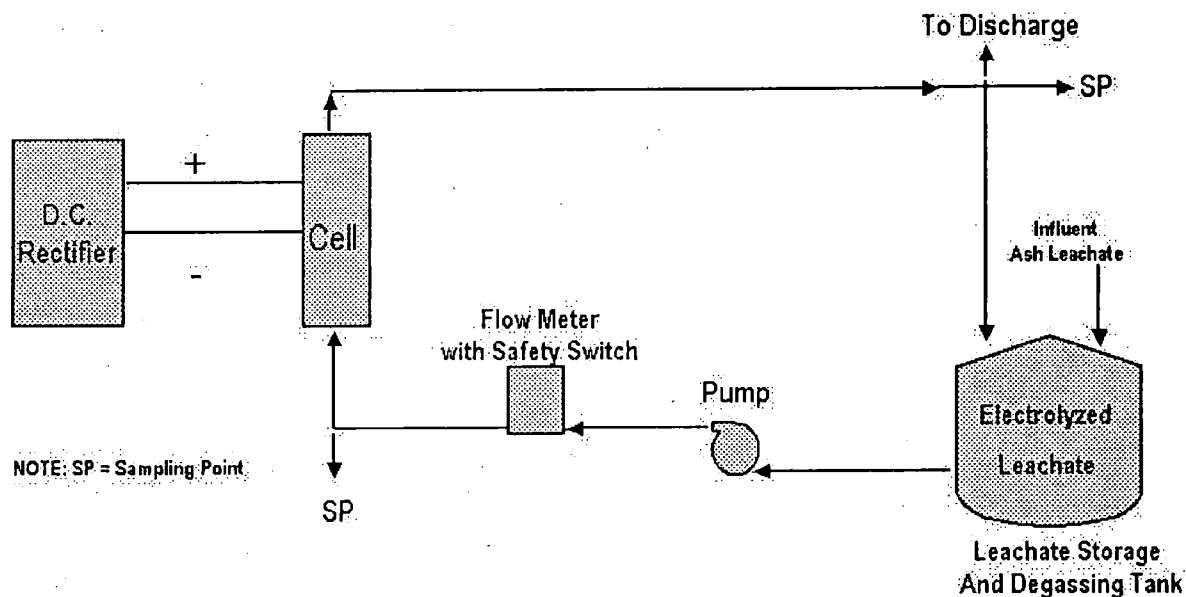 To Discharge
SP
+
D.C.
Rectifier
Cell
-
Influent
Ash Leachate
Flow Meter
with Safety Switch
Pump
Electrolyzed
Leachate
NOTE: SP = Sampling Point
SP
Leachate Storage
And Degassing Tank